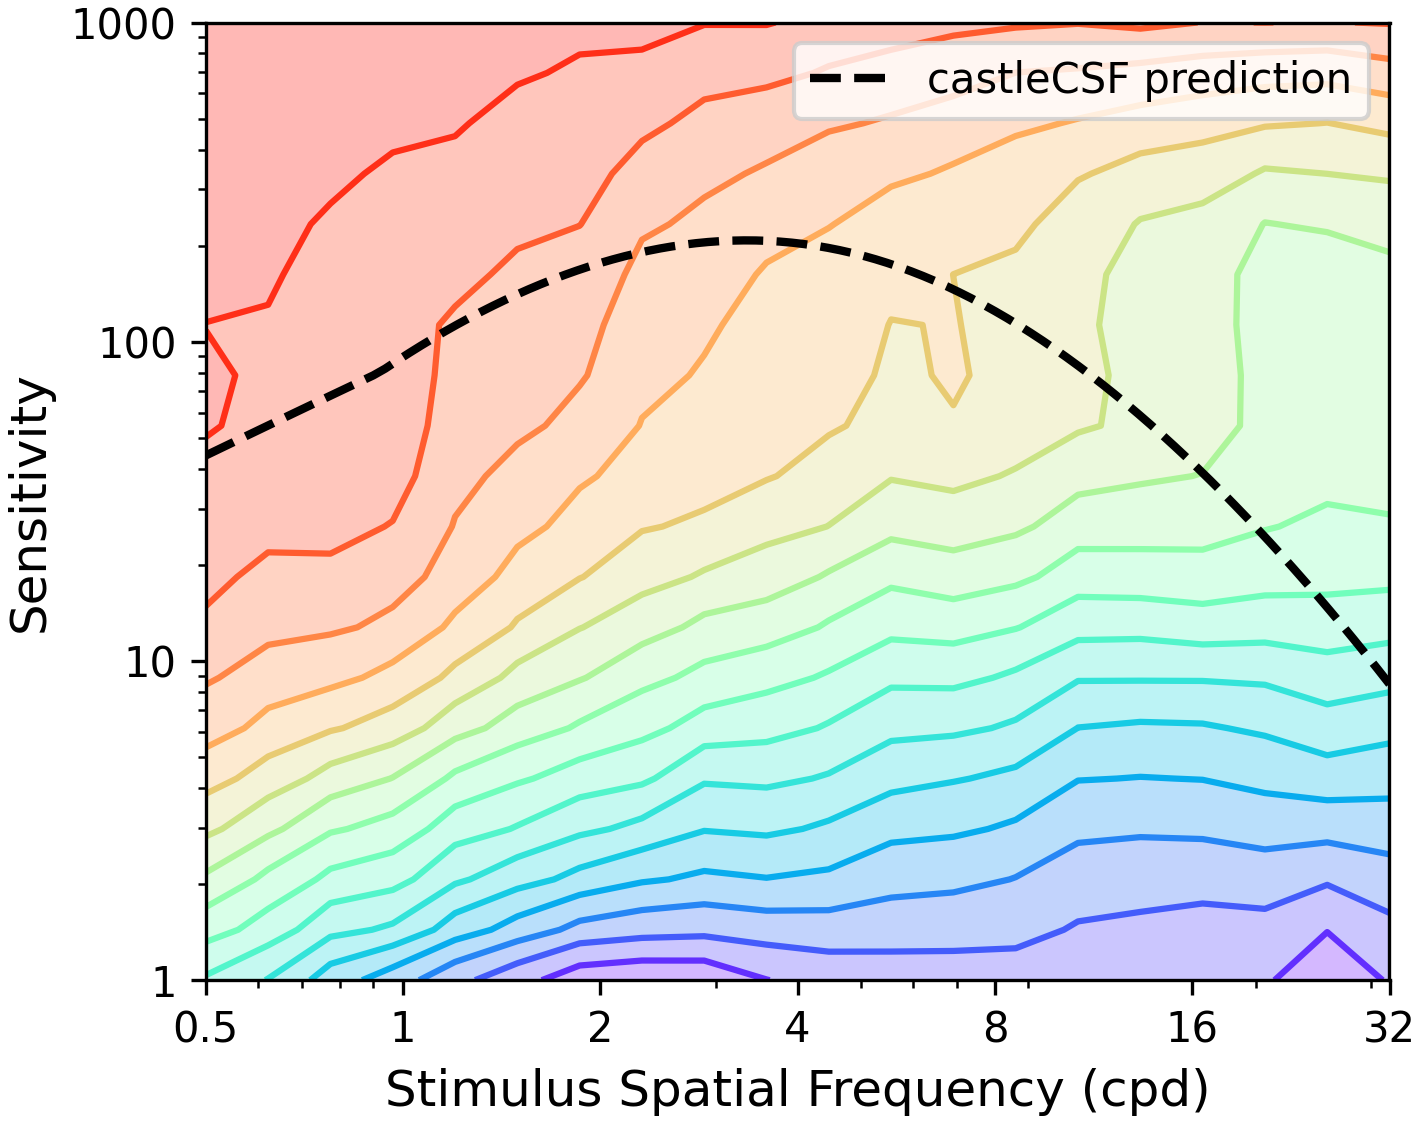 1000
100
10
1
Sensitivity
castleCSF prediction
0.5 1 2 4 8 16 32
Stimulus Spatial Frequency (cpd)